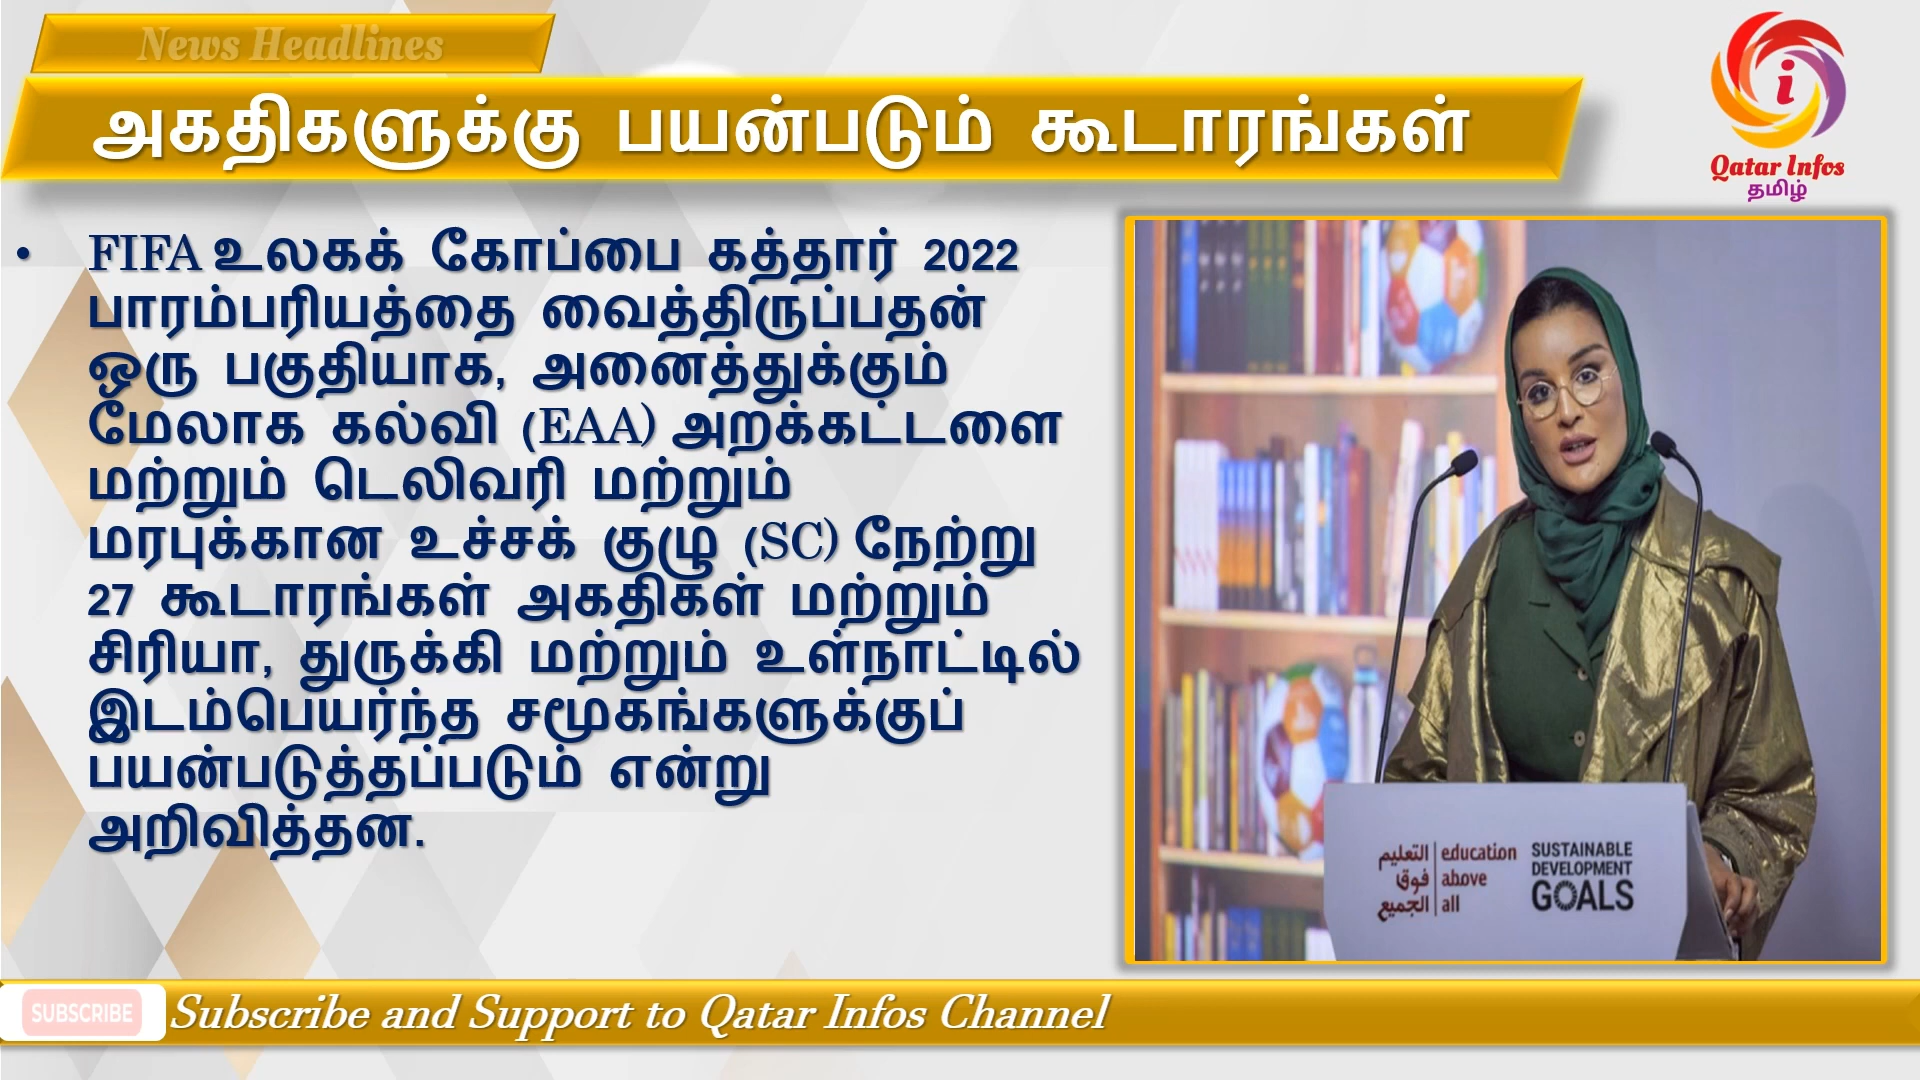 News Headlines
அகதிகளுக்கு பயன்படும் கூடாரங்கள்
i
Qatar Infos
தமிழ்
• FIFA உலகக் கோப்பை கத்தார் 2022
பாரம்பரியத்தை வைத்திருப்பதன்
ஒரு பகுதியாக, அனைத்துக்கும்
மேலாக கல்வி (EAA) அறக்கட்டளை
மற்றும் டெலிவரி மற்றும்
மரபுக்கான உச்சக் குழு (SC) நேற்று
27 கூடாரங்கள் அகதிகள் மற்றும்
சிரியா, துருக்கி மற்றும் உள்நாட்டில்
இடம்பெயர்ந்த சமூகங்களுக்குப்
பயன்படுத்தப்படும் என்று
அறிவித்தன.
التعليم
فوق
الجميع
education
above
all
SUSTAINABLE
DEVELOPMENT
GOALS
SUBSCRIBE
Subscribe and Support to Qatar Infos Channel